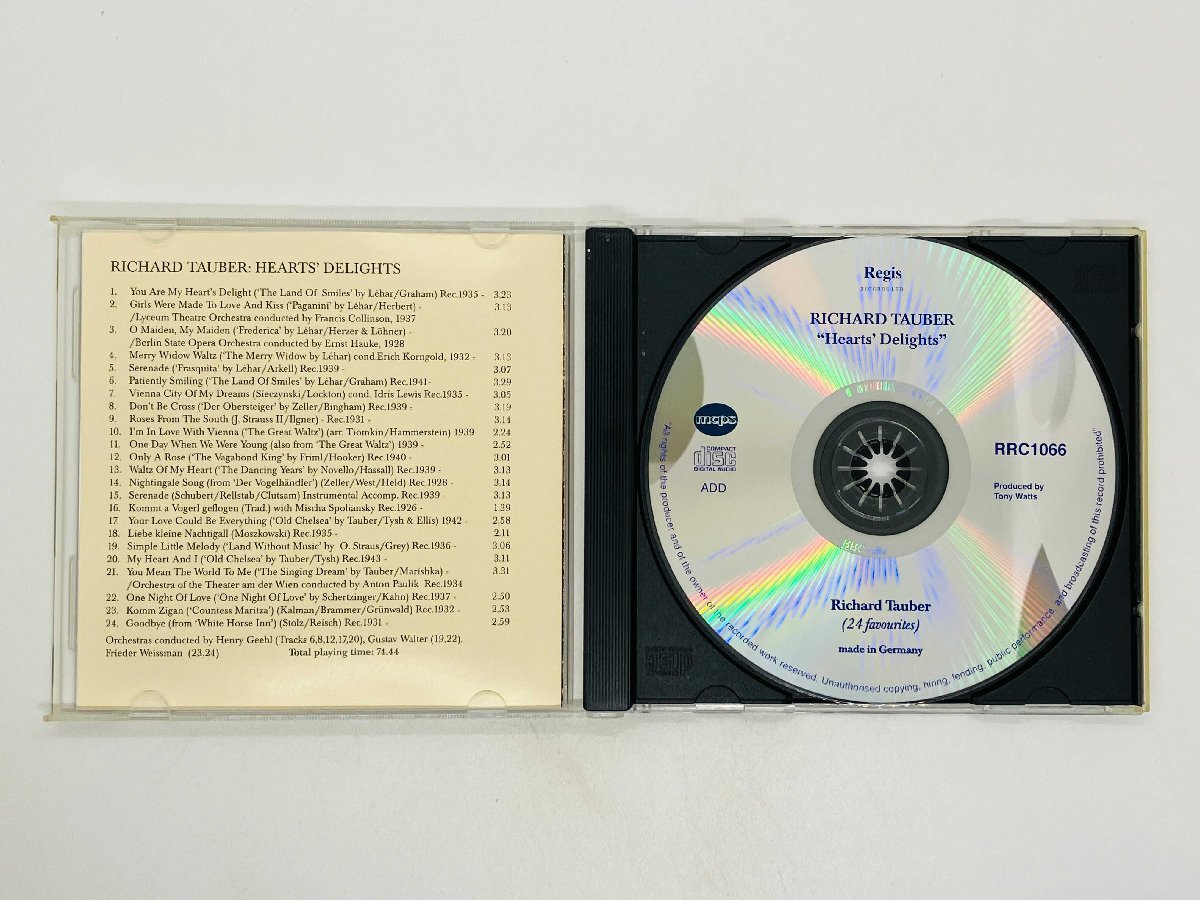 RICHARD TAUBER: HEARTS' DELIGHTS
1. You Are My Heart's Delight ('The Land Of Smiles' by Léhar/Graham) Rec.1935 - 3.23
2. Girls Were Made To Love And Kiss ('Paganini' by Léhar/Herbert) - 3.13
/Lyceum Theatre Orchestra conducted by Francis Collinson, 1937
3. O Maiden, My Maiden ('Frederica' by Léhar/Herzer & Löhner) - 3.20
/Berlin State Opera Orchestra conducted by Ernst Hauke, 1928
4. Merry Widow Waltz ('The Merry Widow by Léhar) cond.Erich Korngold, 1932 - 3.13
5. Serenade ('Frasquita' by Léhar/Arkell) Rec.1939 - 3.07
6. Patiently Smiling ('The Land Of Smiles' by Léhar/Graham) Rec.1941- 3.29
7. Vienna City Of My Dreams (Sieczynski/Lockton) cond. Idris Lewis Rec.1935 - 3.05
8. Don't Be Cross ('Der Obersteiger' by Zeller/Bingham) Rec.1939 - 3.19
9. Roses From The South (J. Strauss II/Ilgner) - Rec.1931 - 3.14
10. I'm In Love With Vienna ('The Great Waltz') (arr. Tiomkin/Hammerstein) 1939 2.24
11. One Day When We Were Young (also from 'The Great Waltz') 1939 - 2.52
12. Only A Rose ('The Vagabond King' by Friml/Hooker) Rec.1940 - 3.01
13. Waltz Of My Heart ('The Dancing Years' by Novello/Hassall) Rec.1939 - 3.13
14. Nightingale Song (from 'Der Vogelhändler') (Zeller/West/Held) Rec.1928 - 3.14
15. Serenade (Schubert/Rellstab/Clutsam) Instrumental Accomp. Rec.1939 - 3.13
16. Kommt a Vogerl geflogen (Trad.) with Mischa Spoliansky Rec.1926 - 1.39
17. Your Love Could Be Everything ('Old Chelsea' by Tauber/Tysh & Ellis) 1942 - 2.58
18. Liebe kleine Nachtigall (Moszkowski) Rec.1935 - 2.11
19. Simple Little Melody ('Land Without Music' by O. Straus/Grey) Rec.1936 - 3.06
20. My Heart And I ('Old Chelsea' by Tauber/Tysh) Rec.1943 - 3.11
21. You Mean The World To Me ('The Singing Dream' by Tauber/Marishka) - 3.31
/Orchestra of the Theater am der Wien conducted by Anton Paulik Rec.1934
22. One Night Of Love ('One Night Of Love' by Schertzinger/Kahn) Rec.1937 - 2.50
23. Komm Zigan ('Countess Maritza') (Kalman/Brammer/Grünwald) Rec.1932 - 2.53
24. Goodbye (from 'White Horse Inn') (Stolz/Reisch) Rec.1931 - 2.59
Orchestras conducted by Henry Geehl (Tracks 6,8,12,17,20), Gustav Walter (19,22),
Frieder Weissman (23,24) Total playing time: 74.44
Regis
RECORDS LTD.
RICHARD TAUBER
"Hearts' Delights"
mcps
COMPACT
disc
DIGITAL AUDIO
ADD
RRC1066
Produced by
Tony Watts
RRC
Richard Tauber
(24 favourites)
made in Germany
"All rights of the producer and of the owner of the recorded work reserved. Unauthorised copying, hiring, lending, public performance, and broadcasting of this record prohibited"